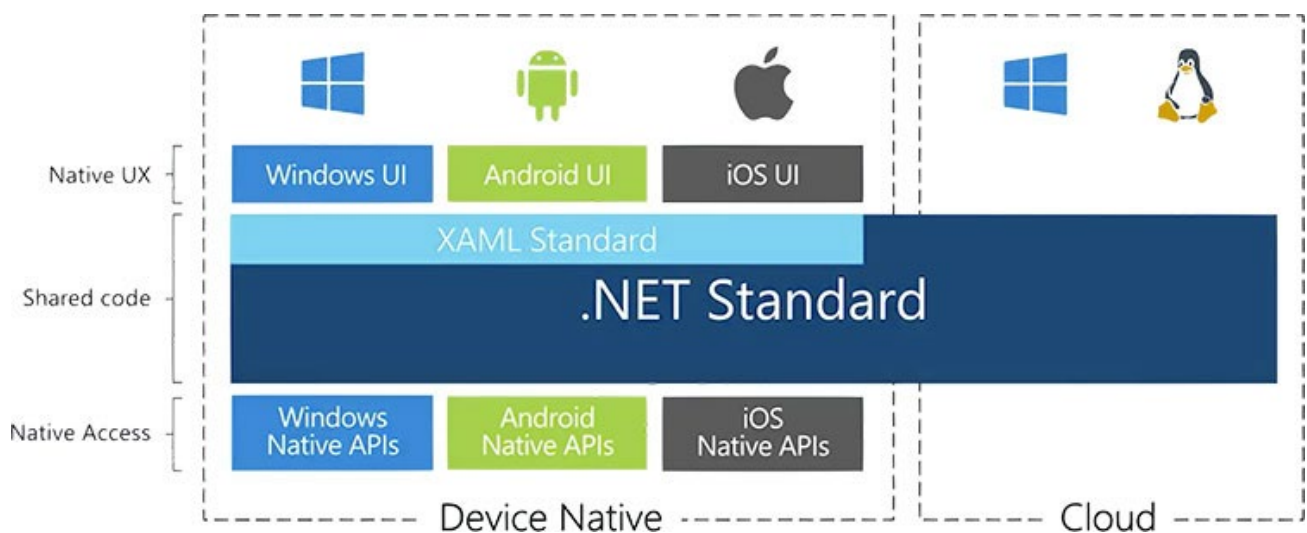 Native UX
Windows UI
Android UI
iOS UI
XAML Standard
Shared code
.NET Standard
Native Access
Windows
Native APIs
Android
Native APIs
iOS
Native APIs
Device Native
Cloud